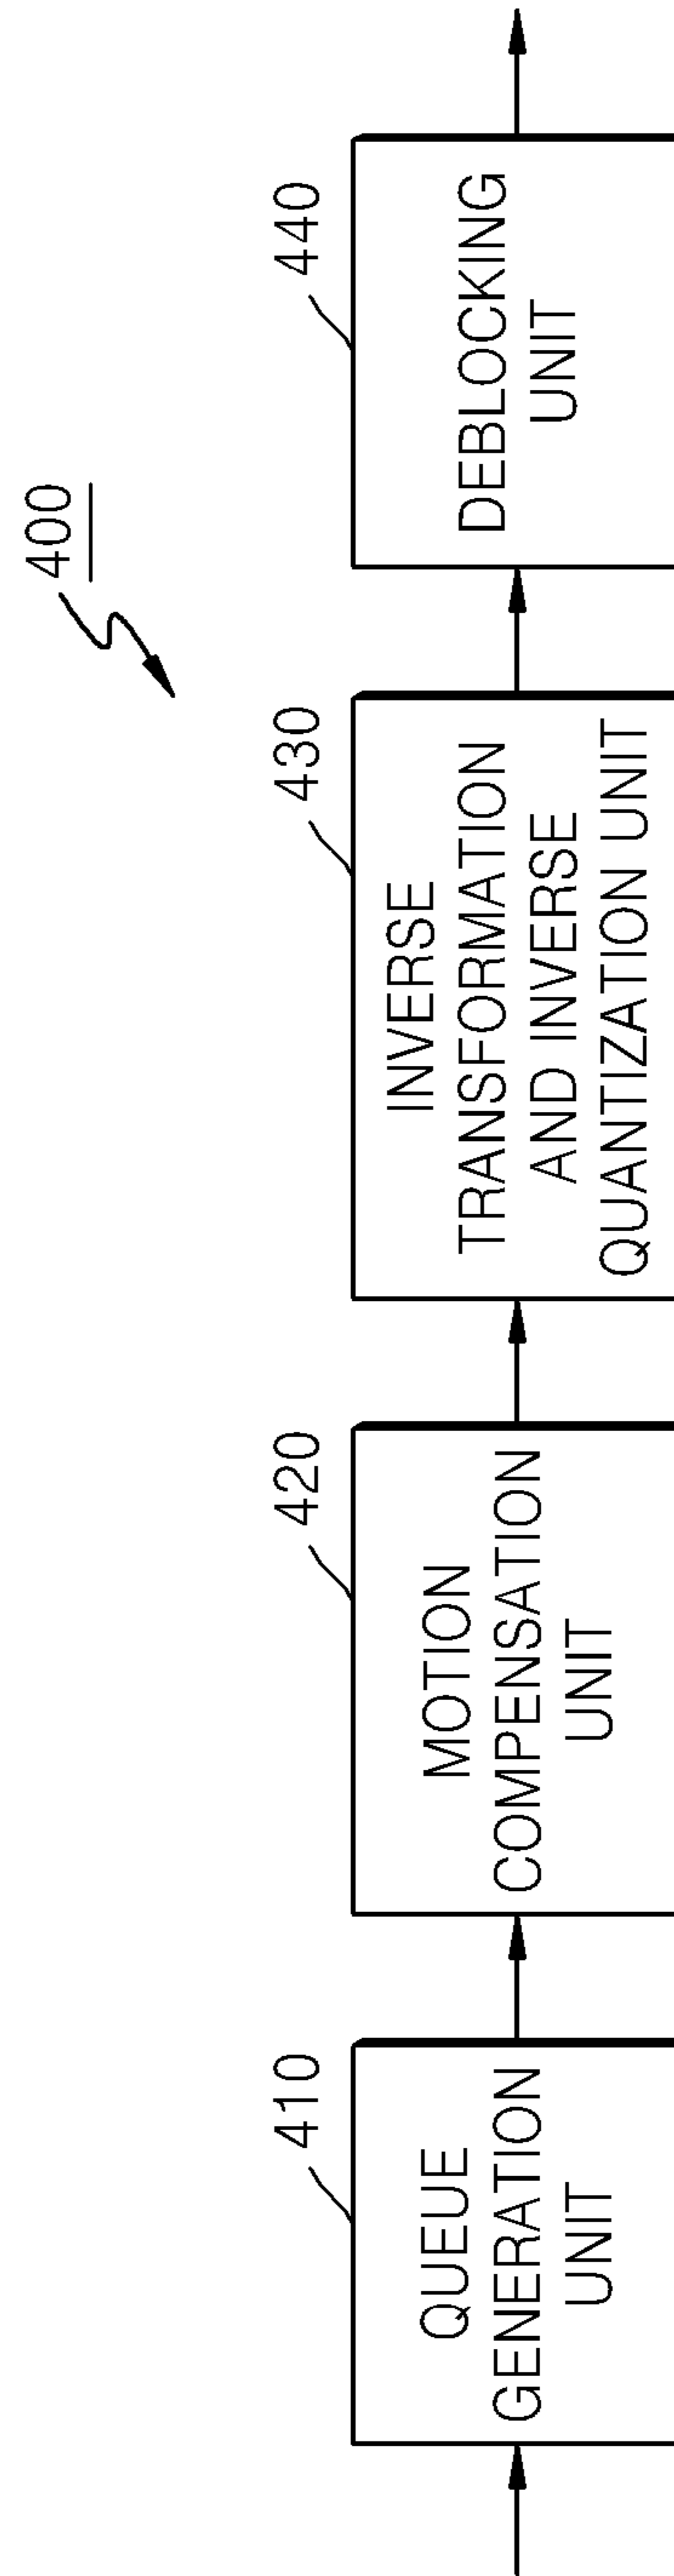 400
410
QUEUE
GENERATION
UNIT
420
MOTION
COMPENSATION
UNIT
430
INVERSE
TRANSFORMATION
AND INVERSE
QUANTIZATION UNIT
440
DEBLOCKING
UNIT